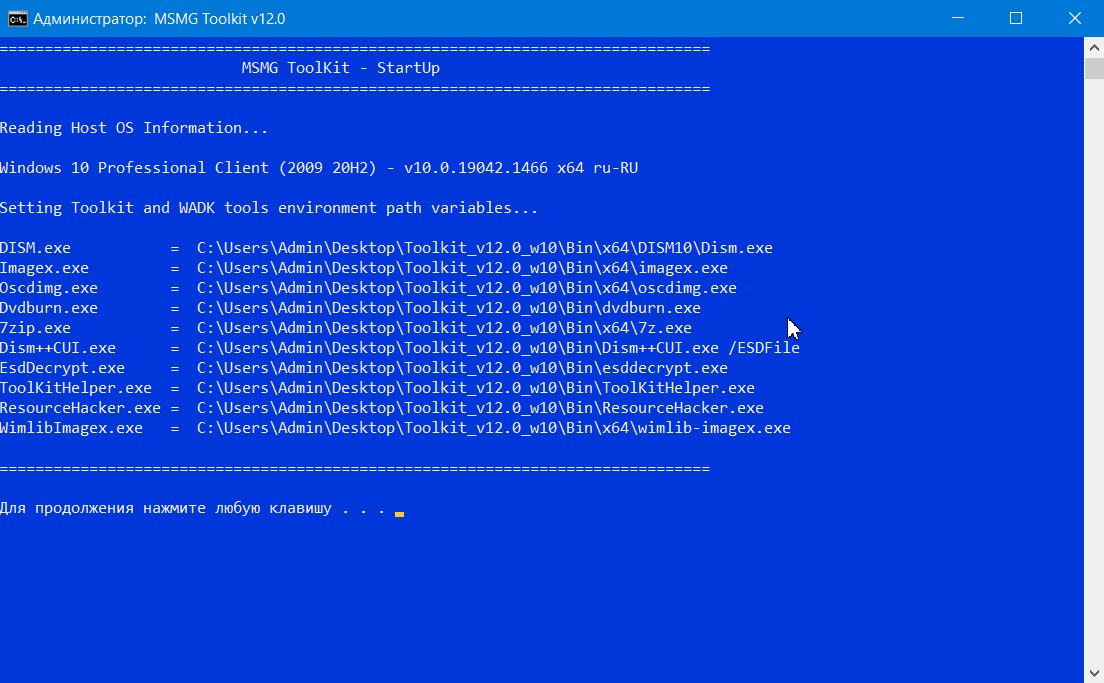 Администратор: MSMG Toolkit v12.0
===============================================================================
MSMG ToolKit - StartUp
===============================================================================
Reading Host OS Information...
Windows 10 Professional Client (2009 20H2) - v10.0.19042.1466 x64 ru-RU
Setting Toolkit and WADK tools environment path variables...
DISM.exe = C:\Users\Admin\Desktop\Toolkit_v12.0_w10\Bin\x64\DISM10\Dism.exe
Imagex.exe = C:\Users\Admin\Desktop\Toolkit_v12.0_w10\Bin\x64\imagex.exe
Oscdimg.exe = C:\Users\Admin\Desktop\Toolkit_v12.0_w10\Bin\x64\oscdimg.exe
Dvdburn.exe = C:\Users\Admin\Desktop\Toolkit_v12.0_w10\Bin\dvdburn.exe
7zip.exe = C:\Users\Admin\Desktop\Toolkit_v12.0_w10\Bin\x64\7z.exe
Dism++CUI.exe = C:\Users\Admin\Desktop\Toolkit_v12.0_w10\Bin\Dism++CUI.exe /ESDFile
EsdDecrypt.exe = C:\Users\Admin\Desktop\Toolkit_v12.0_w10\Bin\esddecrypt.exe
ToolKitHelper.exe = C:\Users\Admin\Desktop\Toolkit_v12.0_w10\Bin\ToolKitHelper.exe
ResourceHacker.exe = C:\Users\Admin\Desktop\Toolkit_v12.0_w10\Bin\ResourceHacker.exe
WimlibImagex.exe = C:\Users\Admin\Desktop\Toolkit_v12.0_w10\Bin\x64\wimlib-imagex.exe
===============================================================================
Для продолжения нажмите любую клавишу . . .